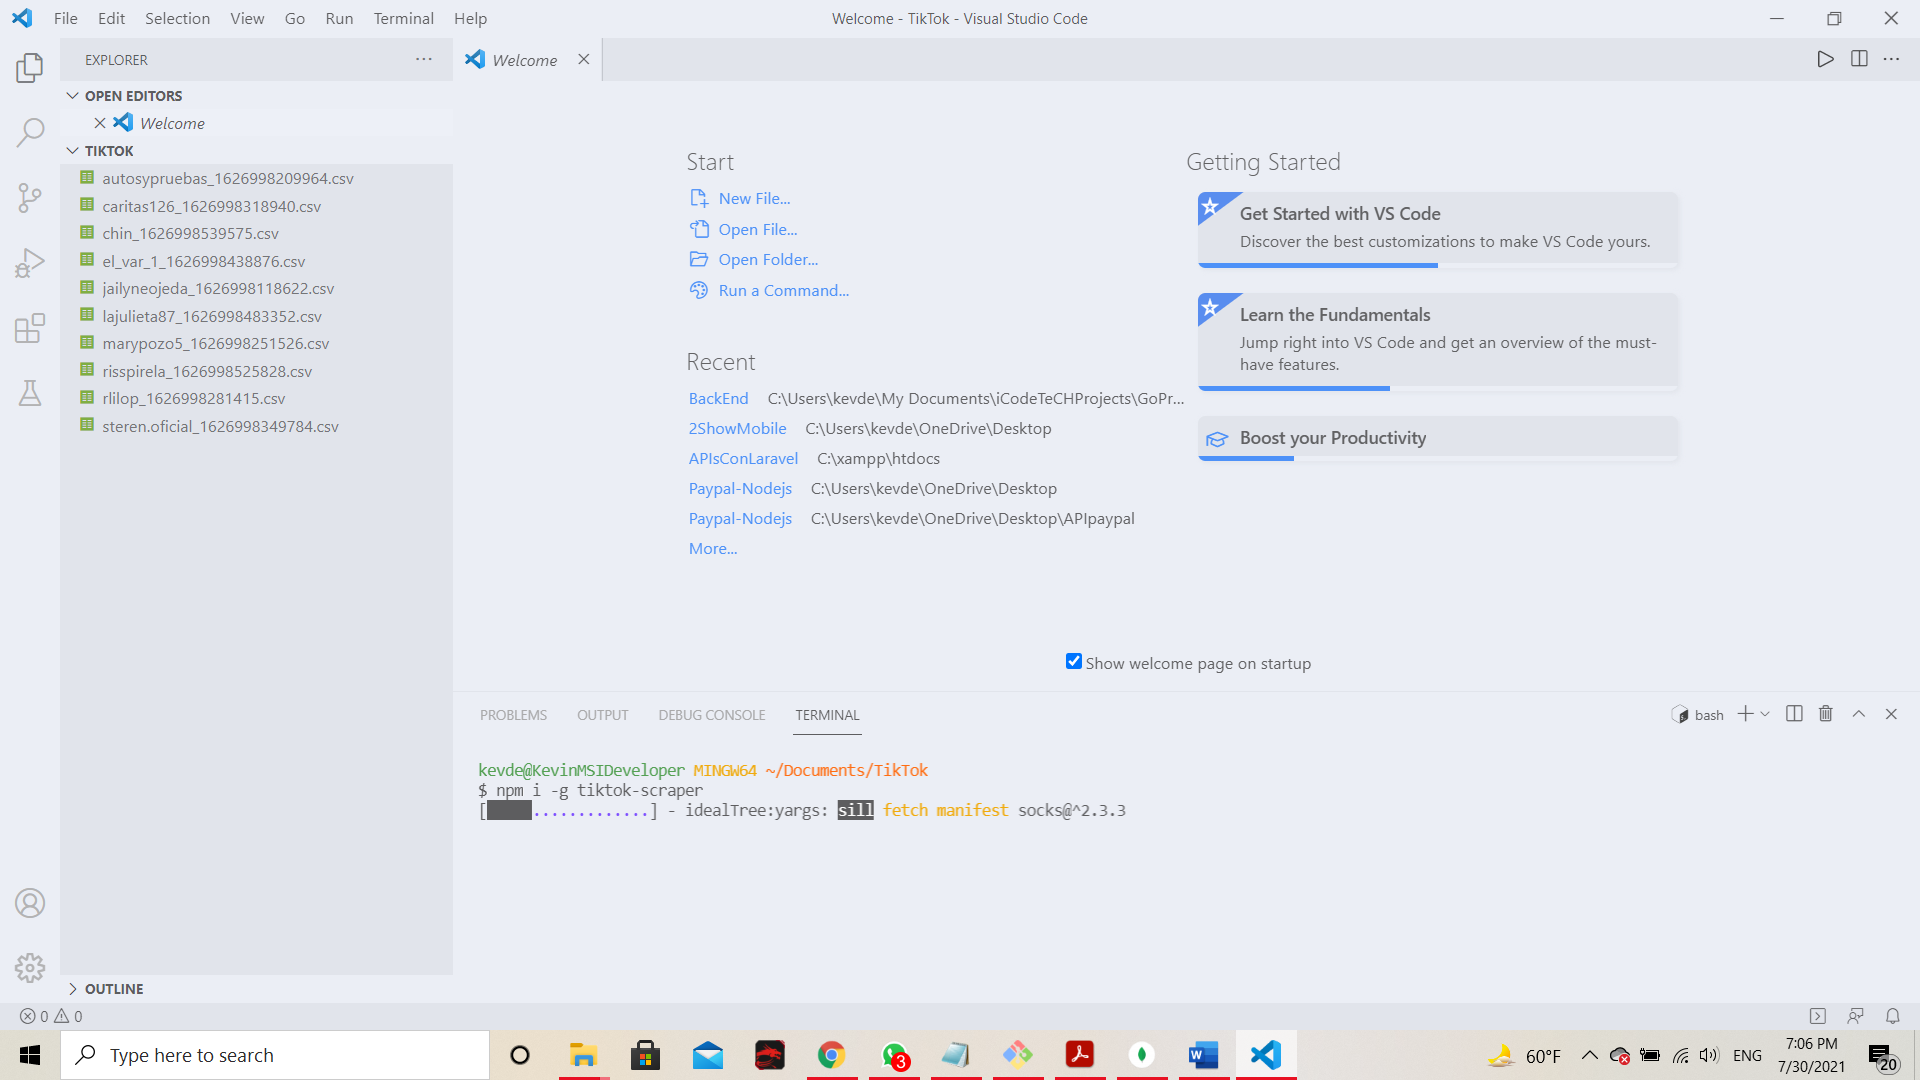 File Edit Selection View Go Run Terminal Help
Welcome - TikTok - Visual Studio Code
EXPLORER
OPEN EDITORS
Welcome
TIKTOK
autosypruebas_1626998209964.csv
caritas126_1626998318940.csv
chin_1626998539575.csv
el_var_1_1626998438876.csv
jailyneojeda_1626998118622.csv
lajulieta87_1626998483352.csv
marypozo5_1626998251526.csv
risspirela_1626998525828.csv
rlilop_1626998281415.csv
steren.oficial_1626998349784.csv
OUTLINE
Welcome
Start
New File...
Open File...
Open Folder...
Run a Command...
Recent
BackEnd C:\Users\kevde\My Documents\iCodeTeCHProjects\GoPr...
2ShowMobile C:\Users\kevde\OneDrive\Desktop
APIsConLaravel C:\xampp\htdocs
Paypal-Nodejs C:\Users\kevde\OneDrive\Desktop
Paypal-Nodejs C:\Users\kevde\OneDrive\Desktop\APIpaypal
More...
Getting Started
Get Started with VS Code
Discover the best customizations to make VS Code yours.
Learn the Fundamentals
Jump right into VS Code and get an overview of the must-
have features.
Boost your Productivity
Show welcome page on startup
PROBLEMS OUTPUT DEBUG CONSOLE TERMINAL
bash
kevde@KevinMSIDeveloper MINGW64 ~/Documents/TikTok
$ npm i -g tiktok-scraper
[ .............] - idealTree:yargs: sill fetch manifest socks@^2.3.3
0 0
Type here to search
3
60°F
ENG
7:06 PM
7/30/2021
20